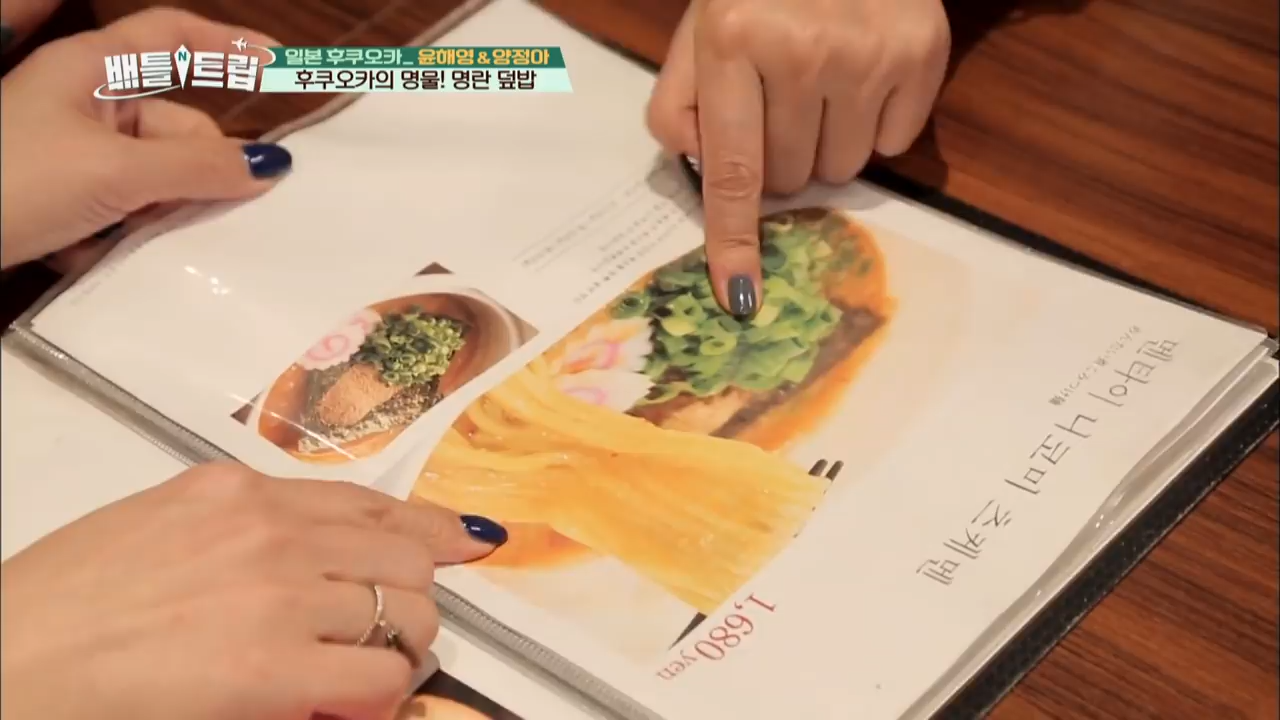 배틀트립
일본 후쿠오카_ 윤해영&양정아
후쿠오카의 명물! 명란 덮밥
멘타이 니코미 츠케멘
1,680 yen